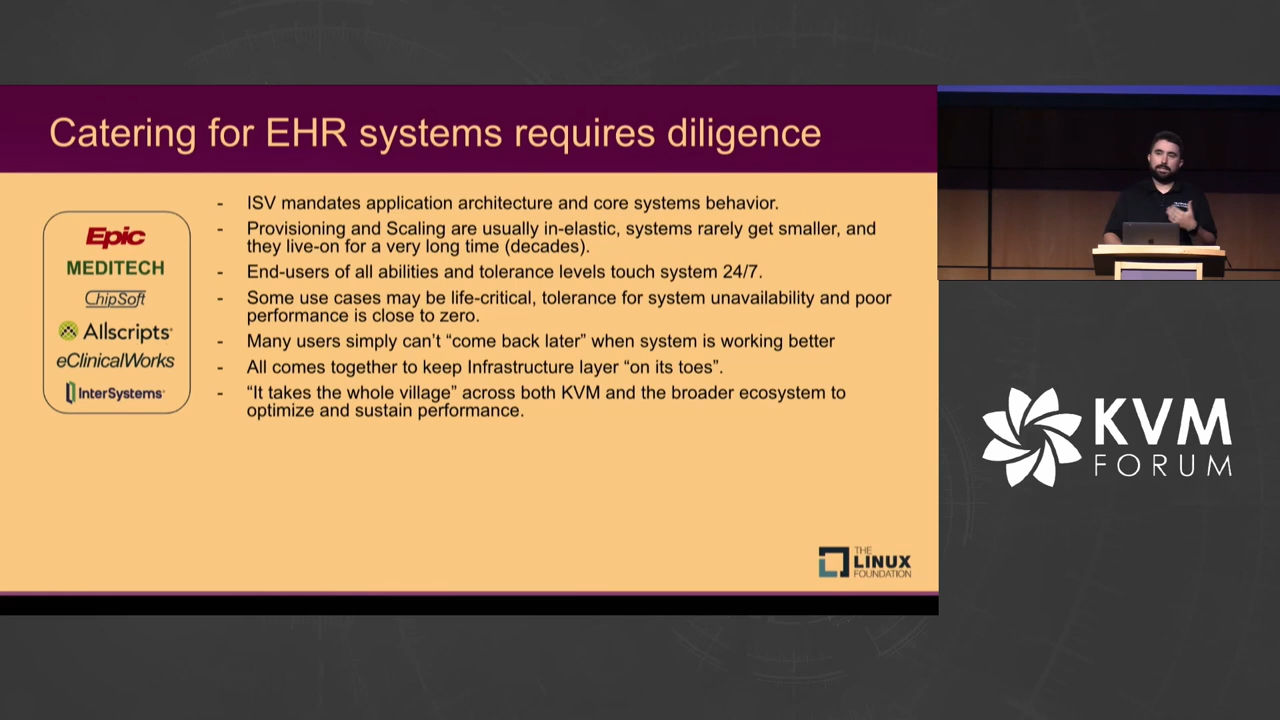 Catering for EHR systems requires diligence
Epic
MEDITECH
ChipSoft
Allscripts
eClinicalWorks
InterSystems
- ISV mandates application architecture and core systems behavior.
- Provisioning and Scaling are usually in-elastic, systems rarely get smaller, and
they live-on for a very long time (decades).
- End-users of all abilities and tolerance levels touch system 24/7.
- Some use cases may be life-critical, tolerance for system unavailability and poor
performance is close to zero.
- Many users simply can’t “come back later” when system is working better
- All comes together to keep Infrastructure layer “on its toes”.
- “It takes the whole village” across both KVM and the broader ecosystem to
optimize and sustain performance.
THE
LINUX
FOUNDATION
KVM
FORUM